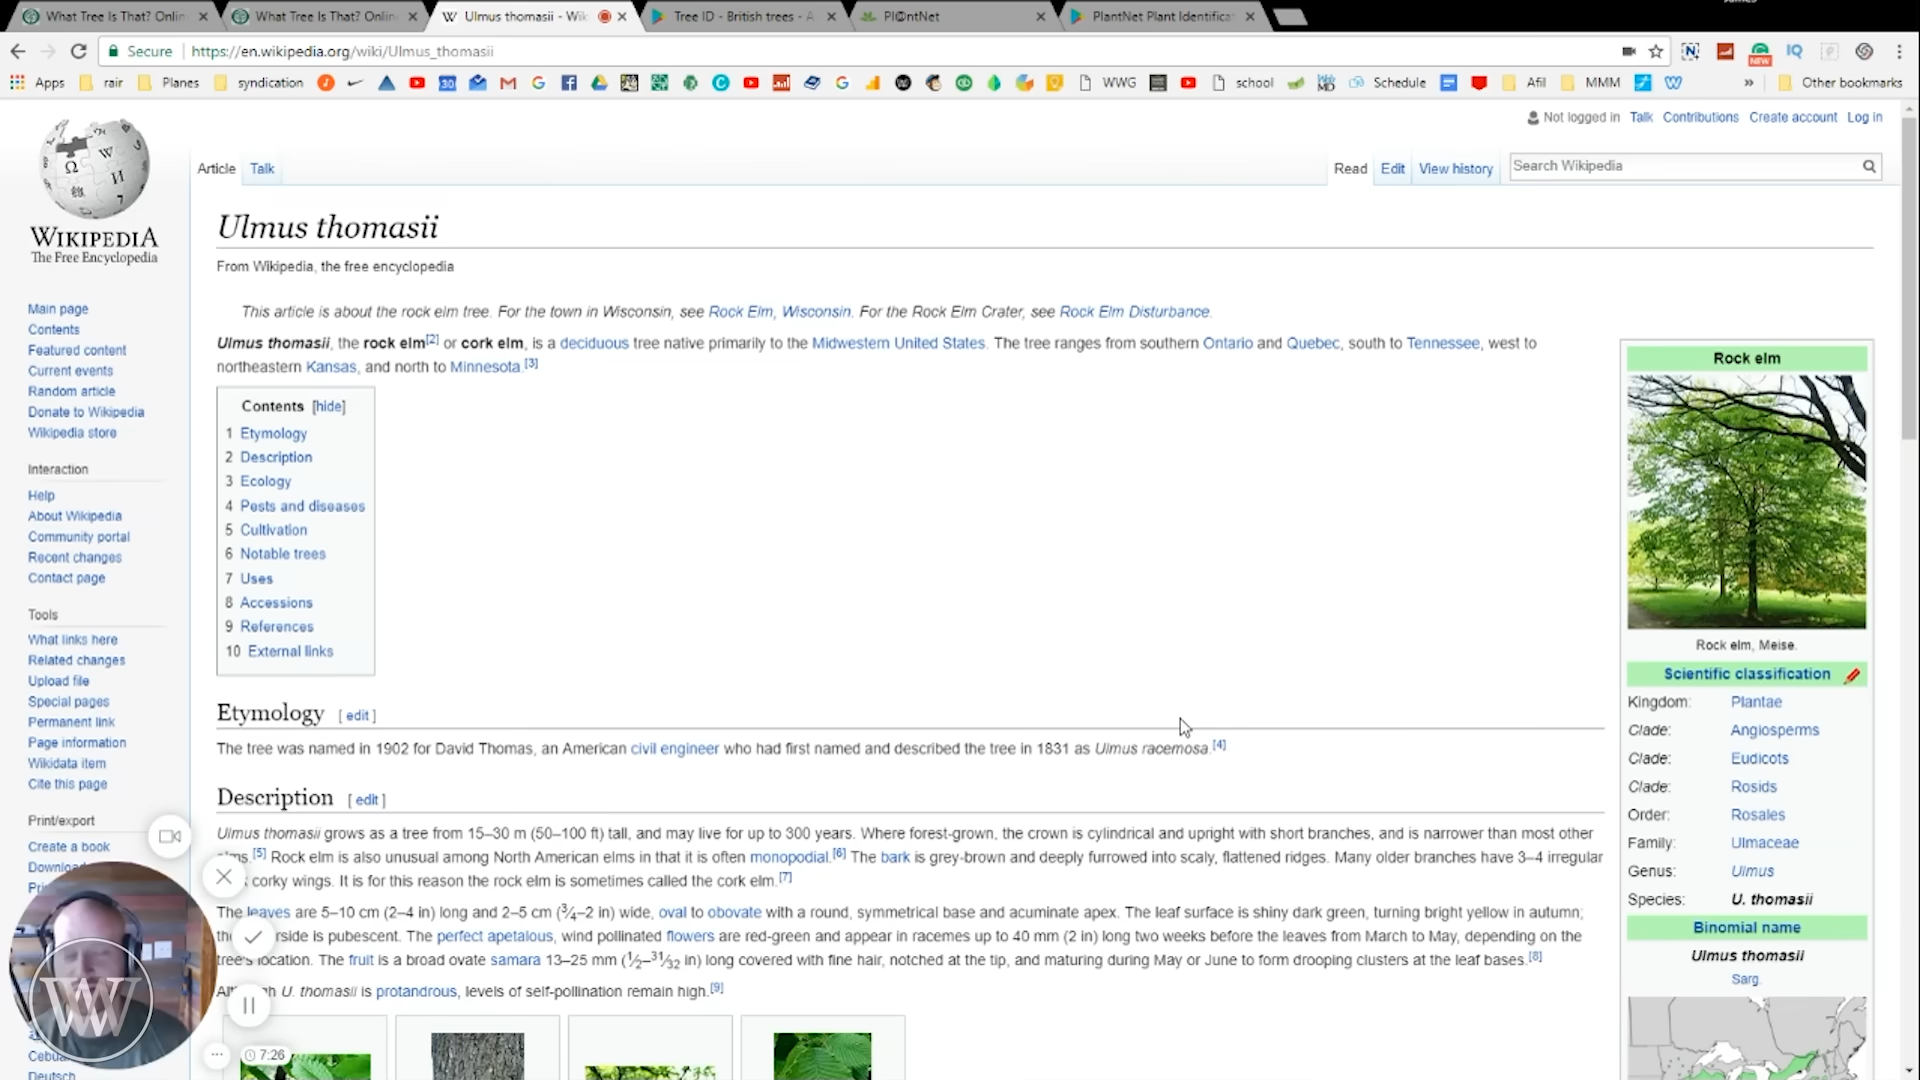 What Tree Is That? Onlin
What Tree Is That? Onlin
Ulmus thomasii - Wik
Tree ID - British trees - A
Pl@ntNet
PlantNet Plant Identifica
Secure
https://en.wikipedia.org/wiki/Ulmus_thomasii
NEW
IQ
Apps
rair
Planes
syndication
30
WWG
school
Schedule
Afil
MMM
»
Other bookmarks
Not logged in
Talk
Contributions
Create account
Log in
Article
Talk
Read
Edit
View history
Search Wikipedia
WIKIPEDIA
The Free Encyclopedia
Ulmus thomasii
From Wikipedia, the free encyclopedia
This article is about the rock elm tree. For the town in Wisconsin, see Rock Elm, Wisconsin. For the Rock Elm Crater, see Rock Elm Disturbance.
Ulmus thomasii, the rock elm[2] or cork elm, is a deciduous tree native primarily to the Midwestern United States. The tree ranges from southern Ontario and Quebec, south to Tennessee, west to
northeastern Kansas, and north to Minnesota.[3]
Main page
Contents
Featured content
Current events
Random article
Donate to Wikipedia
Wikipedia store
Interaction
Help
About Wikipedia
Community portal
Recent changes
Contact page
Tools
What links here
Related changes
Upload file
Special pages
Permanent link
Page information
Wikidata item
Cite this page
Print/export
Create a book
Downloa
Pri
Cebua
Deutsch
Contents [hide]
1 Etymology
2 Description
3 Ecology
4 Pests and diseases
5 Cultivation
6 Notable trees
7 Uses
8 Accessions
9 References
10 External links
Etymology [ edit ]
The tree was named in 1902 for David Thomas, an American civil engineer who had first named and described the tree in 1831 as Ulmus racemosa.[4]
Description [ edit ]
Ulmus thomasii grows as a tree from 15–30 m (50–100 ft) tall, and may live for up to 300 years. Where forest-grown, the crown is cylindrical and upright with short branches, and is narrower than most other
elms.[5] Rock elm is also unusual among North American elms in that it is often monopodial.[6] The bark is grey-brown and deeply furrowed into scaly, flattened ridges. Many older branches have 3–4 irregular
corky wings. It is for this reason the rock elm is sometimes called the cork elm.[7]
The leaves are 5–10 cm (2–4 in) long and 2–5 cm (3⁄4–2 in) wide, oval to obovate with a round, symmetrical base and acuminate apex. The leaf surface is shiny dark green, turning bright yellow in autumn;
the rside is pubescent. The perfect apetalous, wind pollinated flowers are red-green and appear in racemes up to 40 mm (2 in) long two weeks before the leaves from March to May, depending on the
tree's location. The fruit is a broad ovate samara 13–25 mm (1⁄2–31⁄32 in) long covered with fine hair, notched at the tip, and maturing during May or June to form drooping clusters at the leaf bases.[8]
Alt h U. thomasii is protandrous, levels of self-pollination remain high.[9]
Rock elm
Rock elm, Meise.
Scientific classification
Kingdom: Plantae
Clade: Angiosperms
Clade: Eudicots
Clade: Rosids
Order: Rosales
Family: Ulmaceae
Genus: Ulmus
Species: U. thomasii
Binomial name
Ulmus thomasii
Sarg.
W
7:26